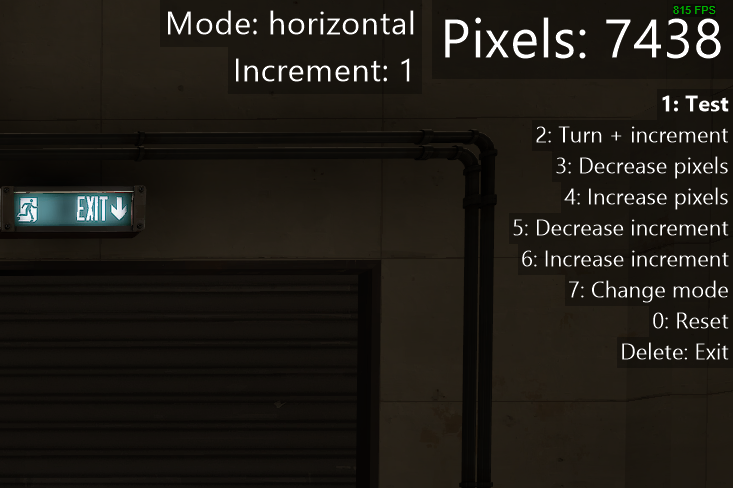 815 FPS
Mode: horizontal
Pixels: 7438
Increment: 1
1: Test
2: Turn + increment
3: Decrease pixels
4: Increase pixels
5: Decrease increment
6: Increase increment
7: Change mode
0: Reset
Delete: Exit
EXIT